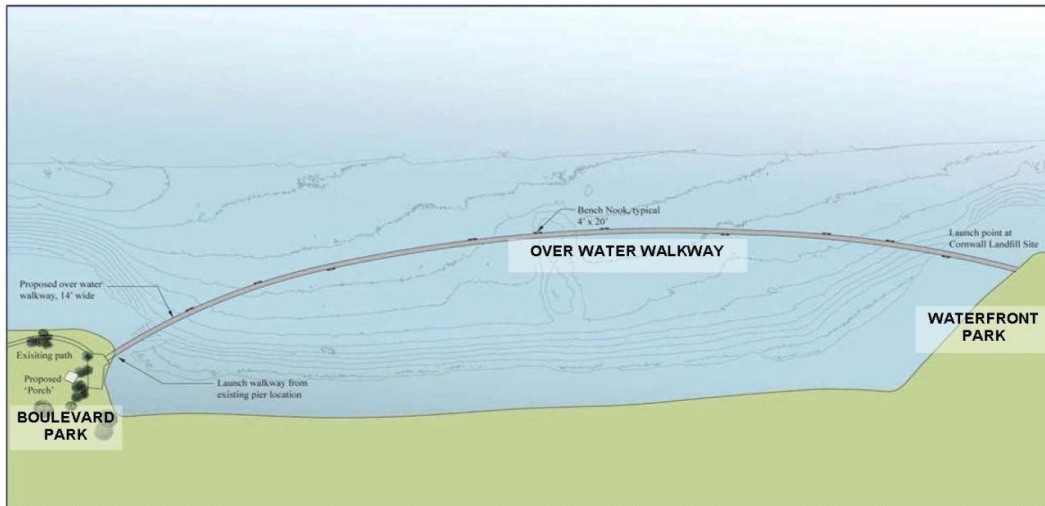 Bench Nook, typical
4' x 20'
OVER WATER WALKWAY
Launch point at
Cornwall Landfill Site
Proposed over water
walkway, 14' wide
WATERFRONT
PARK
Exisiting path
Proposed
'Porch'
Launch walkway from
existing pier location
BOULEVARD
PARK